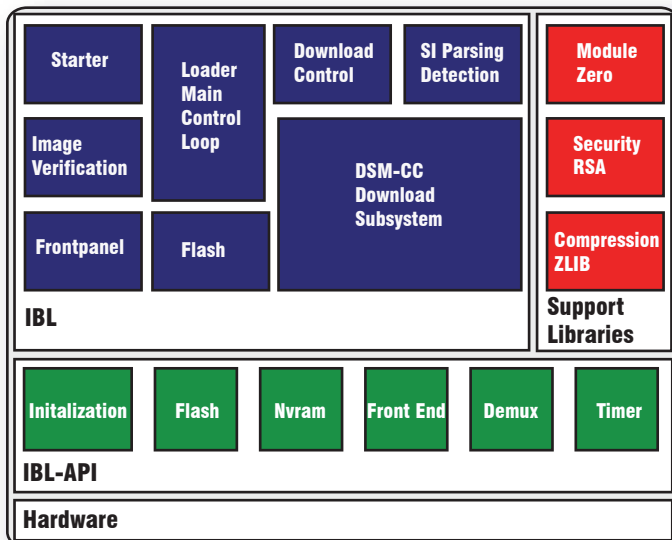 Starter
Loader
Main
Control
Loop
Download
Control
SI Parsing
Detection
Image
Verification
DSM-CC
Download
Subsystem
Frontpanel
Flash
IBL
Module
Zero
Security
RSA
Compression
ZLIB
Support
Libraries
Initalization
Flash
Nvram
Front End
Demux
Timer
IBL-API
Hardware